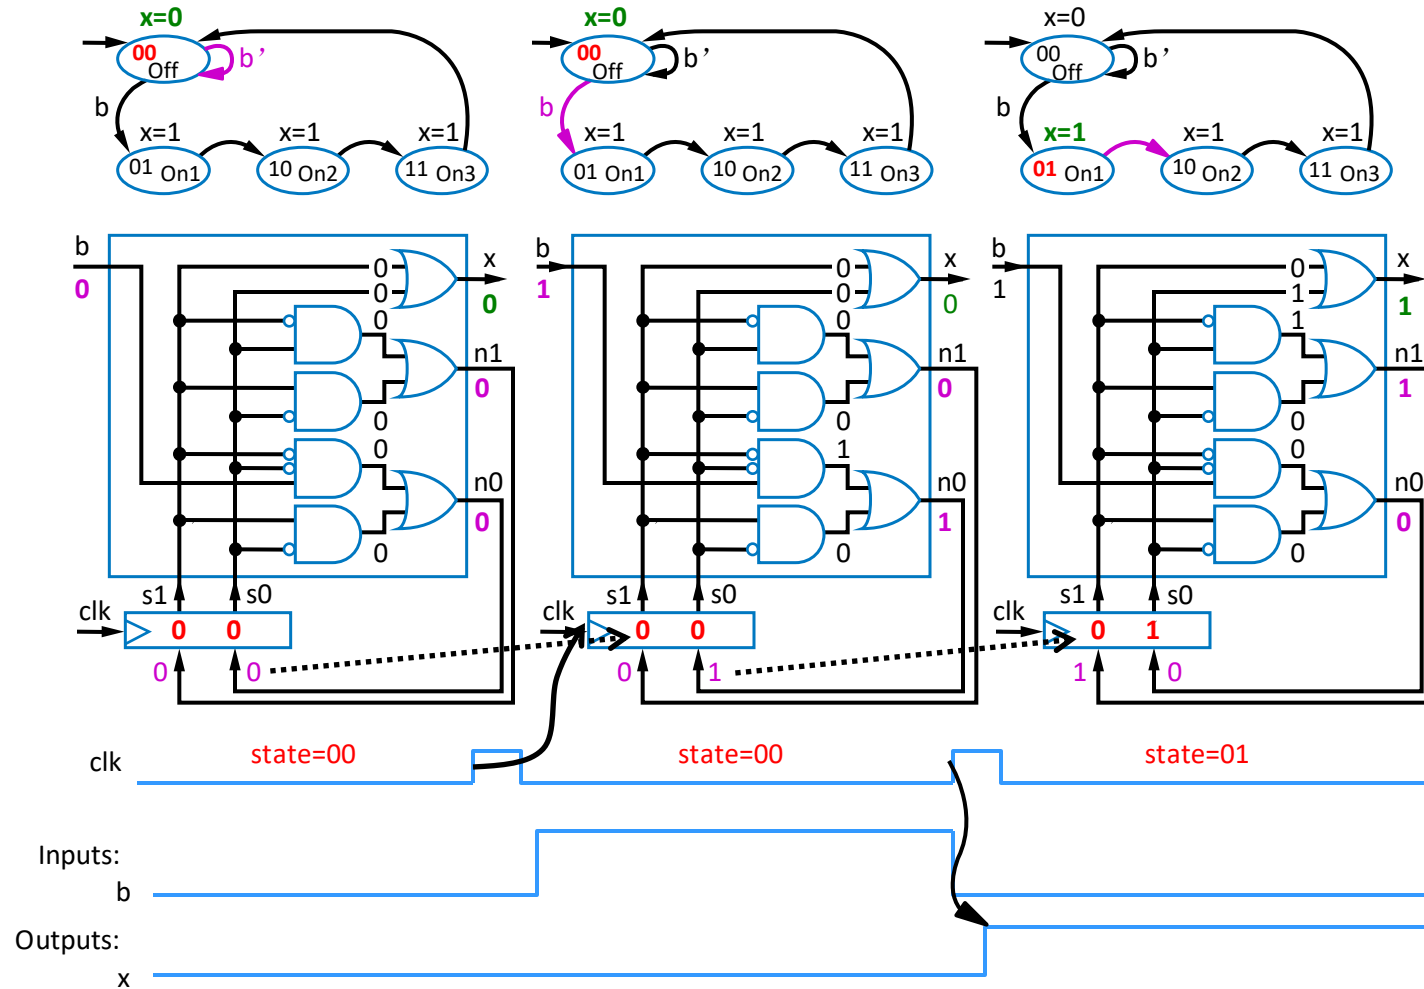 x=0 x=0 x=0
00 Off b’ 00 Off b’ 00 Off b’
b b b
x=1 x=1 x=1 x=1 x=1 x=1 x=1 x=1 x=1
01 On1 10 On2 11 On3 01 On1 10 On2 11 On3 01 On1 10 On2 11 On3
b 0 x b 0 x b 0 x
0 0 0 1 0 0 1 1 1
0 0 1
n1 n1 n1
0 0 1
0 0 0
0 1 0
n0 n0 n0
0 1 0
0 0 0
s1 s0 s1 s0 s1 s0
clk 0 0 clk 0 0 clk 0 1
0 0 0 1 1 0
state=00 state=00 state=01
clk
Inputs:
b
Outputs:
x